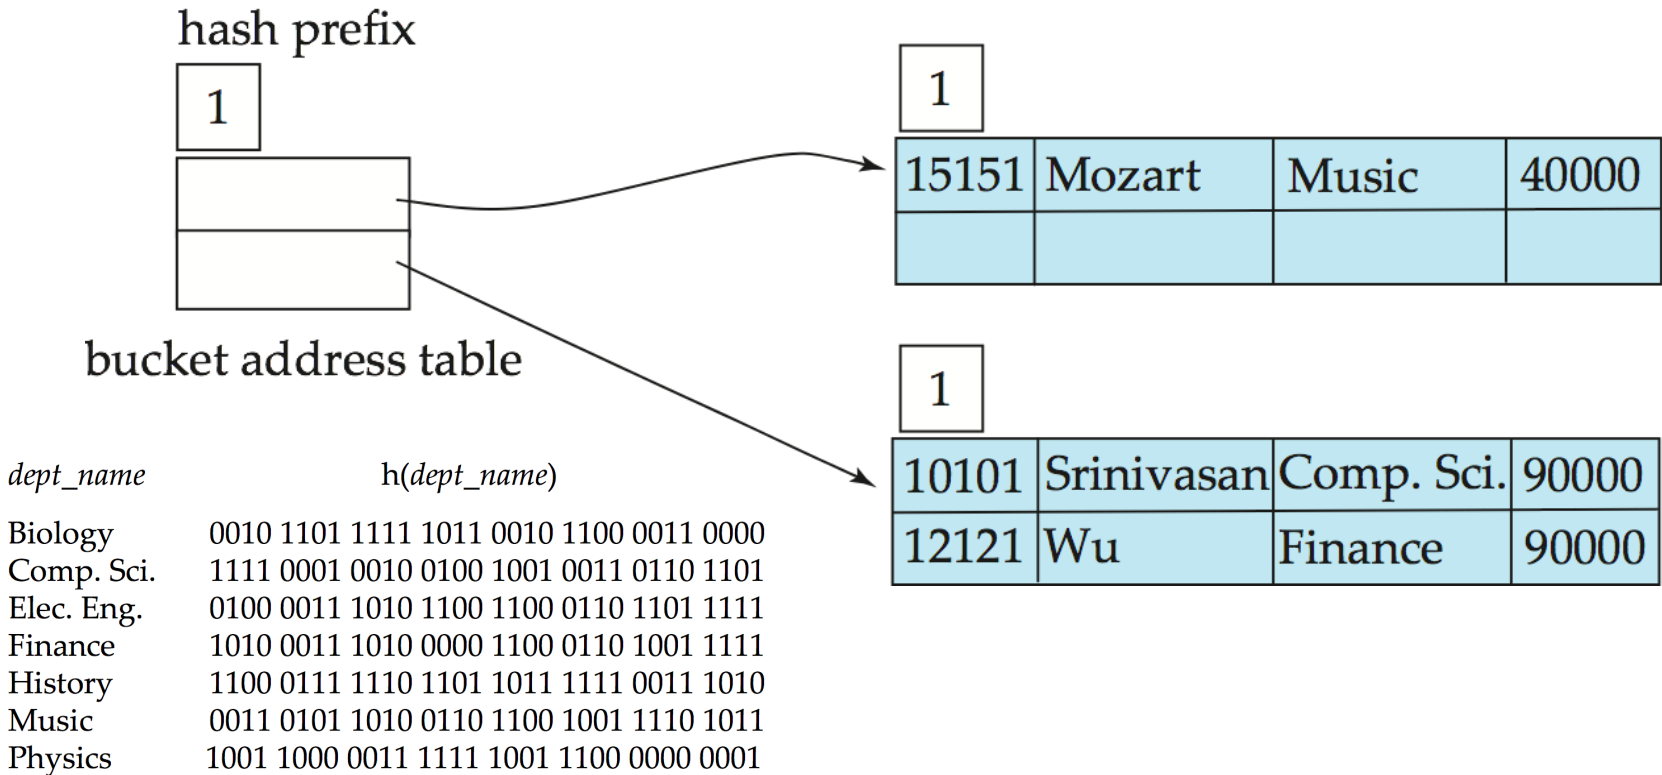 hash prefix
1
bucket address table
1
15151 Mozart Music 40000
1
10101 Srinivasan Comp. Sci. 90000
12121 Wu Finance 90000
dept_name h(dept_name)
Biology 0010 1101 1111 1011 0010 1100 0011 0000
Comp. Sci. 1111 0001 0010 0100 1001 0011 0110 1101
Elec. Eng. 0100 0011 1010 1100 1100 0110 1101 1111
Finance 1010 0011 1010 0000 1100 0110 1001 1111
History 1100 0111 1110 1101 1011 1111 0011 1010
Music 0011 0101 1010 0110 1100 1001 1110 1011
Physics 1001 1000 0011 1111 1001 1100 0000 0001